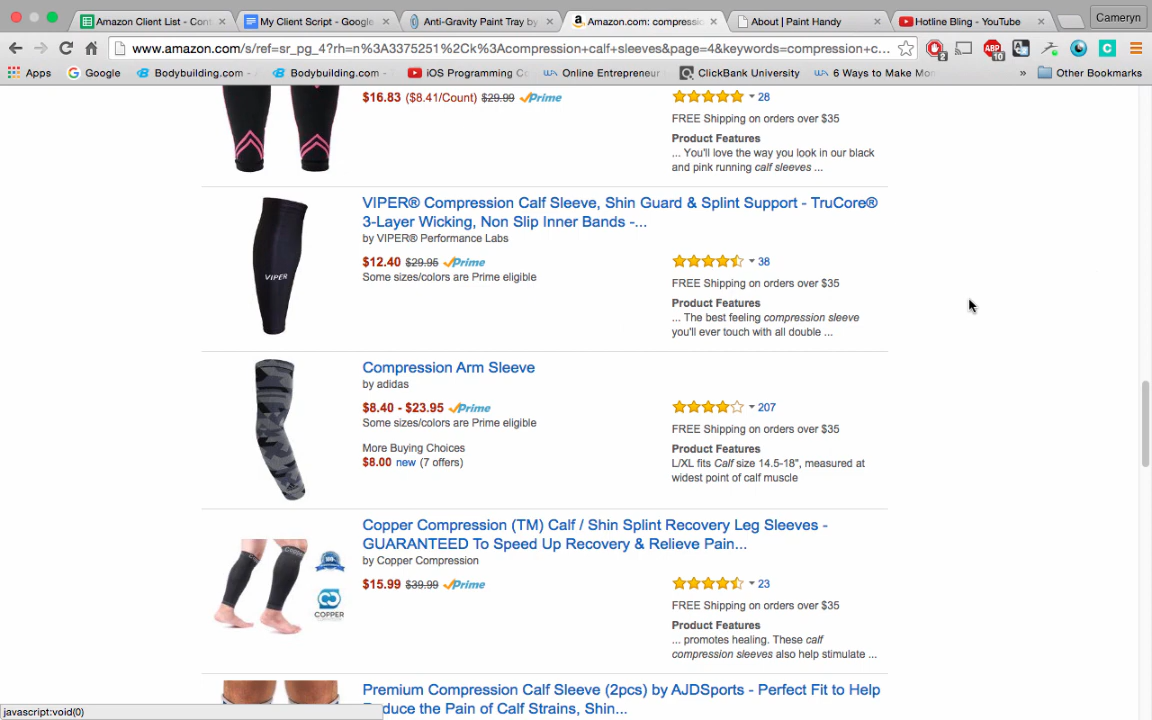 Amazon Client List - Cont
My Client Script - Google
Anti-Gravity Paint Tray by
Amazon.com: compressi
About | Paint Handy
Hotline Bling - YouTube
Cameryn
www.amazon.com/s/ref=sr_pg_4?rh=n%3A3375251%2Ck%3Acompression+calf+sleeves&page=4&keywords=compression+c...
2
ABP
10
Apps
Google
Bodybuilding.com -
Bodybuilding.com -
iOS Programming Co
Online Entrepreneur
ClickBank University
6 Ways to Make Mon
»
Other Bookmarks
$16.83 ($8.41/Count) $29.99 Prime
28
FREE Shipping on orders over $35
Product Features
... You'll love the way you look in our black
and pink running calf sleeves ...
VIPER® Compression Calf Sleeve, Shin Guard & Splint Support - TruCore®
3-Layer Wicking, Non Slip Inner Bands -...
by VIPER® Performance Labs
VIPER
$12.40 $29.95 Prime
Some sizes/colors are Prime eligible
38
FREE Shipping on orders over $35
Product Features
... The best feeling compression sleeve
you'll ever touch with all double ...
Compression Arm Sleeve
by adidas
$8.40 - $23.95 Prime
Some sizes/colors are Prime eligible
More Buying Choices
$8.00 new (7 offers)
207
FREE Shipping on orders over $35
Product Features
L/XL fits Calf size 14.5-18", measured at
widest point of calf muscle
Copper Compression (TM) Calf / Shin Splint Recovery Leg Sleeves -
GUARANTEED To Speed Up Recovery & Relieve Pain...
by Copper Compression
COPPER
$15.99 $39.99 Prime
23
FREE Shipping on orders over $35
Product Features
... promotes healing. These calf
compression sleeves also help stimulate ...
Premium Compression Calf Sleeve (2pcs) by AJDSports - Perfect Fit to Help
duce the Pain of Calf Strains, Shin...
javascript:void(0)